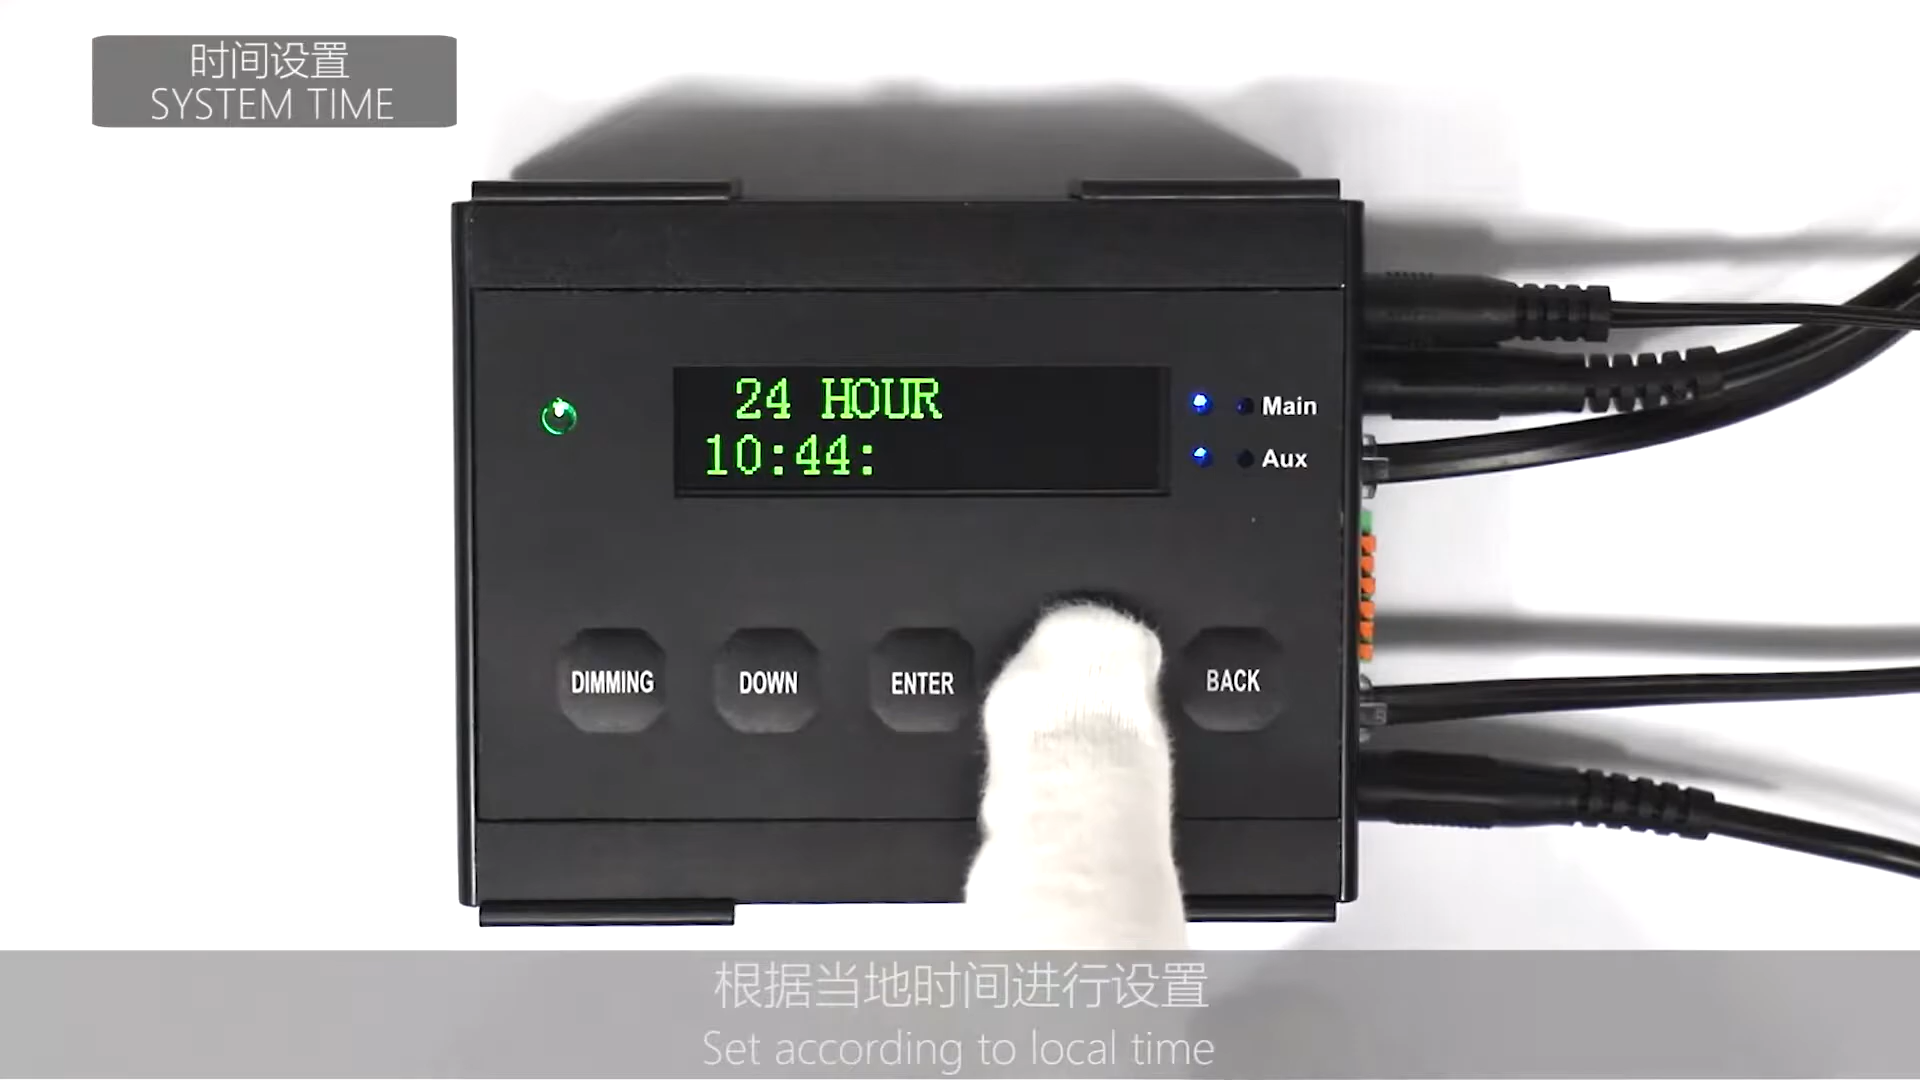 时间设置
SYSTEM TIME
24 HOUR
10:44:
Main
Aux
DIMMING
DOWN
ENTER
BACK
根据当地时间进行设置
Set according to local time